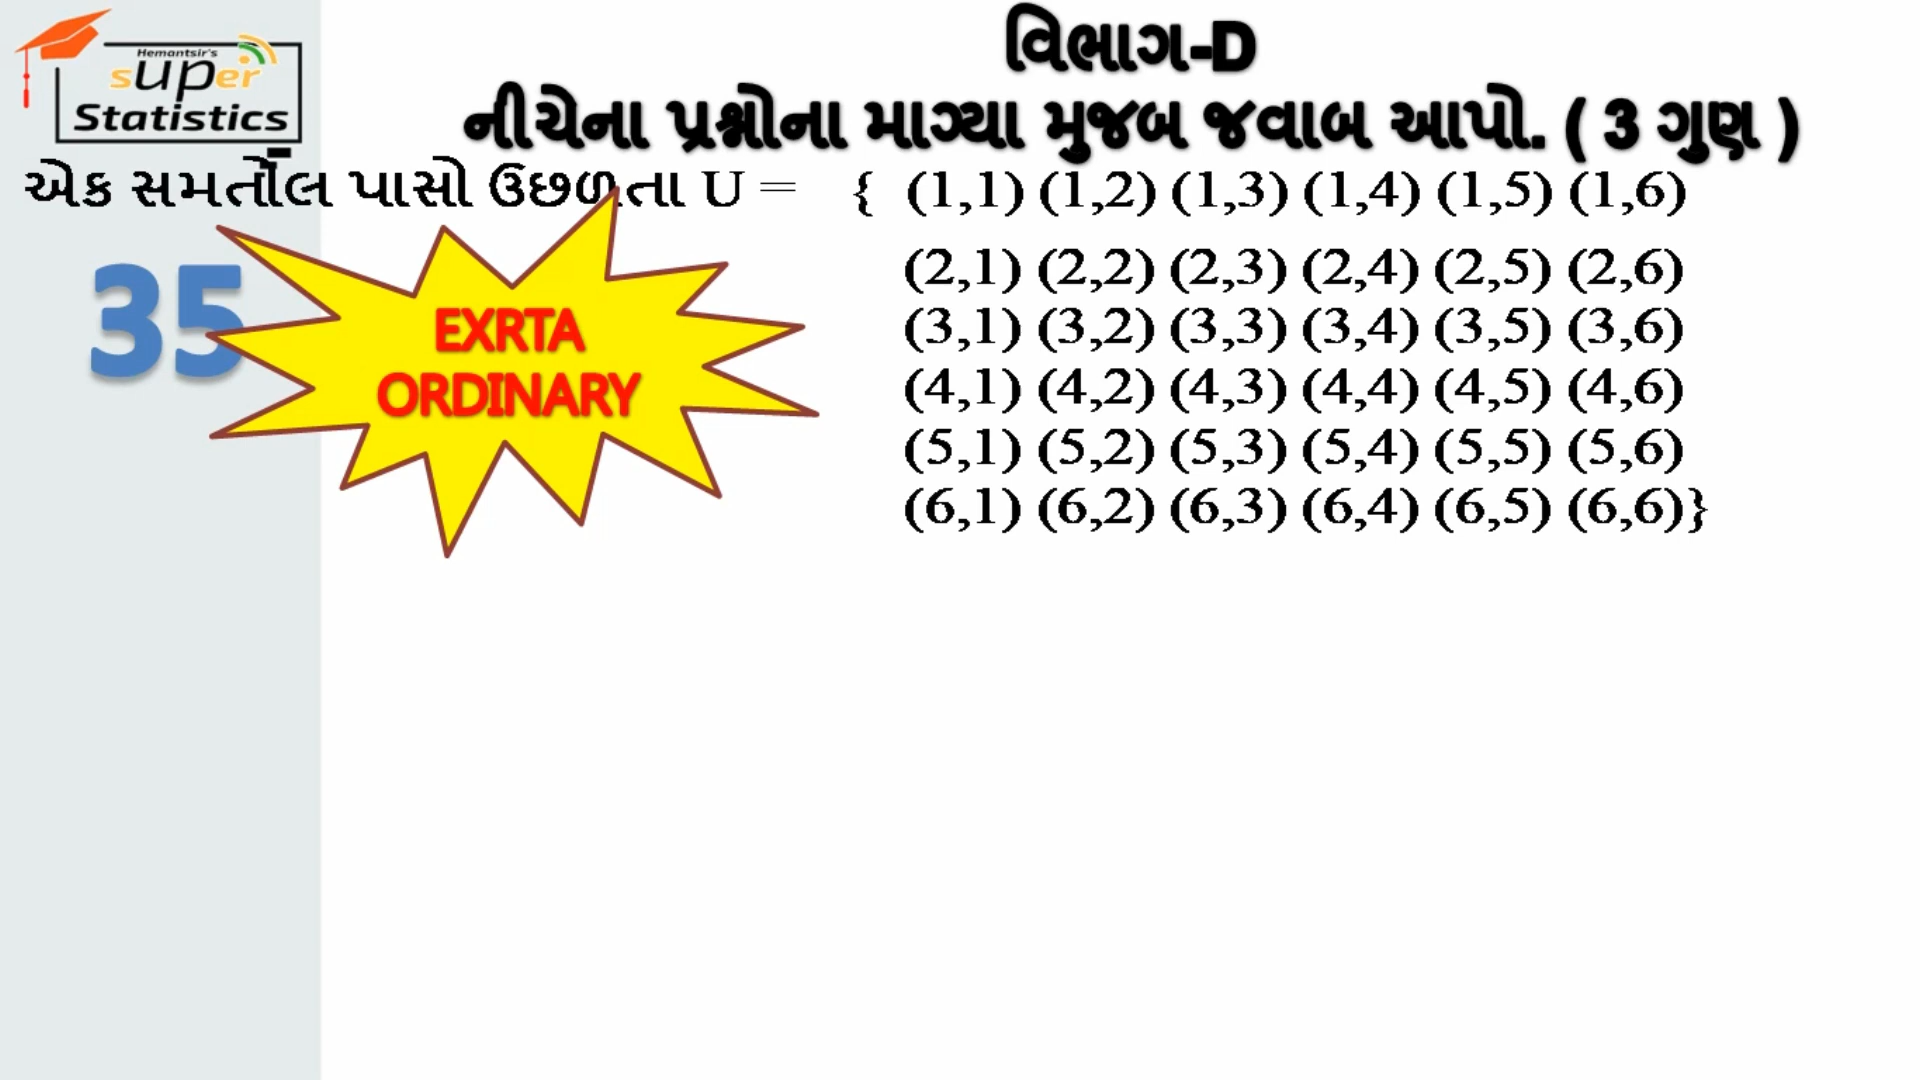 Hemantsir's
super
Statistics
વિભાગ-D
નીચેના પ્રશ્નોના માગ્યા મુજબ જવાબ આપો. ( 3 ગુણ )
એક સમતોલ પાસો ઉછળતા U = { (1,1) (1,2) (1,3) (1,4) (1,5) (1,6)
(2,1) (2,2) (2,3) (2,4) (2,5) (2,6)
(3,1) (3,2) (3,3) (3,4) (3,5) (3,6)
(4,1) (4,2) (4,3) (4,4) (4,5) (4,6)
(5,1) (5,2) (5,3) (5,4) (5,5) (5,6)
(6,1) (6,2) (6,3) (6,4) (6,5) (6,6)}
35
EXRTA
ORDINARY